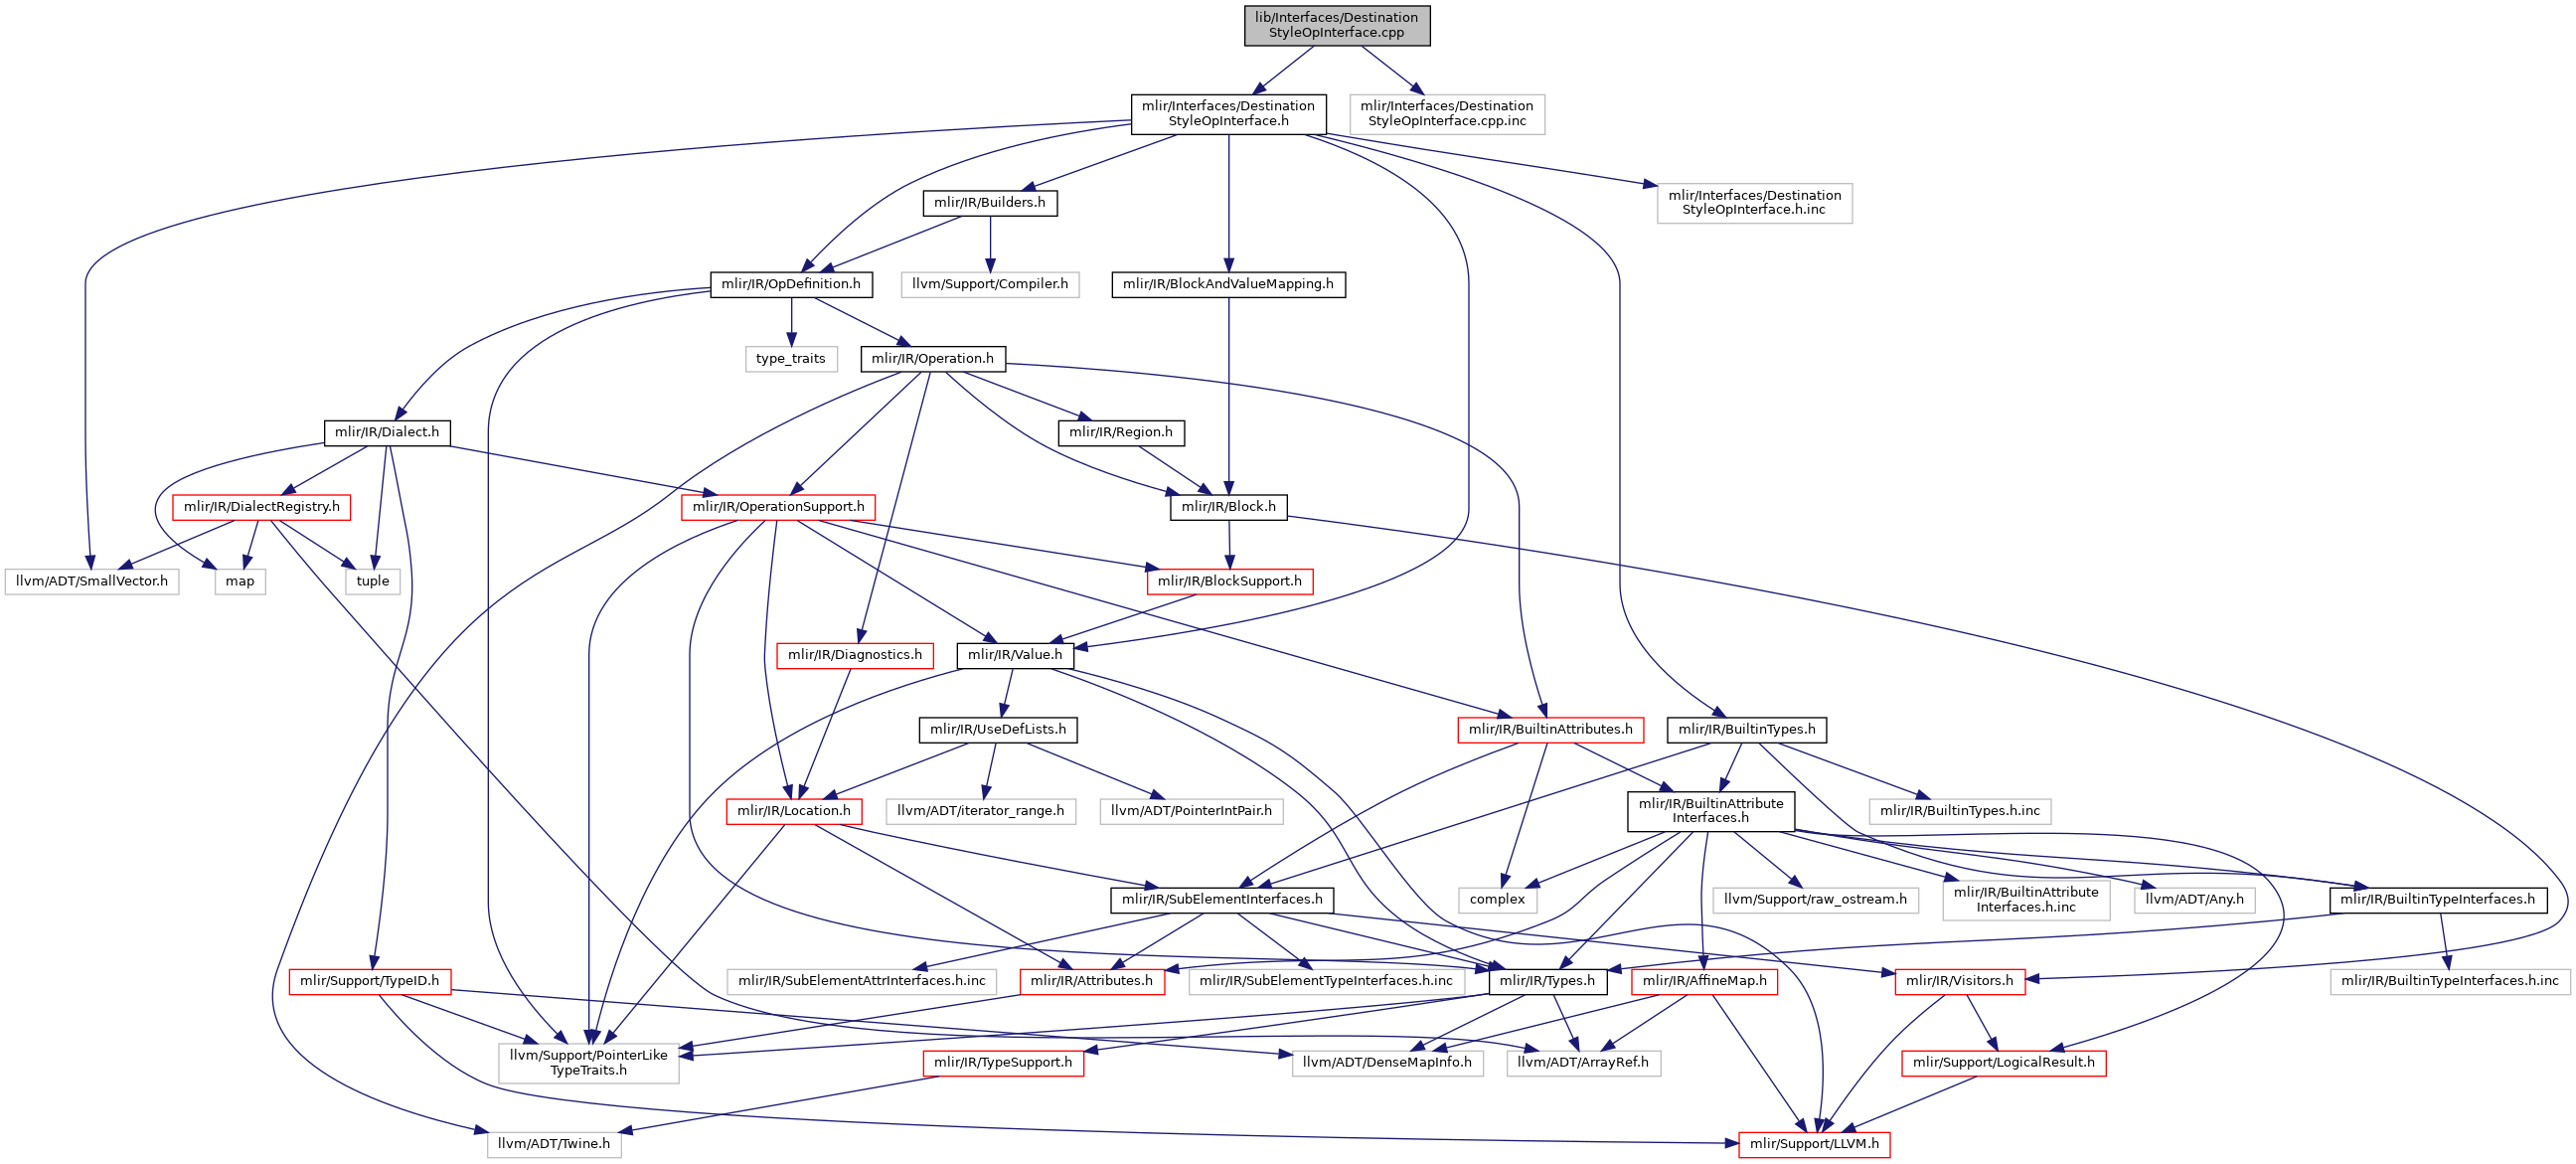 lib/Interfaces/Destination
StyleOpInterface.cpp
mlir/Interfaces/Destination
StyleOpInterface.h
mlir/Interfaces/Destination
StyleOpInterface.cpp.inc
mlir/IR/Builders.h
mlir/Interfaces/Destination
StyleOpInterface.h.inc
mlir/IR/OpDefinition.h
llvm/Support/Compiler.h
mlir/IR/BlockAndValueMapping.h
type_traits
mlir/IR/Operation.h
mlir/IR/Dialect.h
mlir/IR/Region.h
mlir/IR/DialectRegistry.h
mlir/IR/OperationSupport.h
mlir/IR/Block.h
llvm/ADT/SmallVector.h
map
tuple
mlir/IR/BlockSupport.h
mlir/IR/Diagnostics.h
mlir/IR/Value.h
mlir/IR/UseDefLists.h
mlir/IR/BuiltinAttributes.h
mlir/IR/BuiltinTypes.h
mlir/IR/Location.h
llvm/ADT/iterator_range.h
llvm/ADT/PointerIntPair.h
mlir/IR/BuiltinAttribute
Interfaces.h
mlir/IR/BuiltinTypes.h.inc
mlir/IR/SubElementInterfaces.h
complex
llvm/Support/raw_ostream.h
mlir/IR/BuiltinAttribute
Interfaces.h.inc
llvm/ADT/Any.h
mlir/IR/BuiltinTypeInterfaces.h
mlir/Support/TypeID.h
mlir/IR/SubElementAttrInterfaces.h.inc
mlir/IR/Attributes.h
mlir/IR/SubElementTypeInterfaces.h.inc
mlir/IR/Types.h
mlir/IR/AffineMap.h
mlir/IR/Visitors.h
mlir/IR/BuiltinTypeInterfaces.h.inc
llvm/Support/PointerLike
TypeTraits.h
mlir/IR/TypeSupport.h
llvm/ADT/DenseMapInfo.h
llvm/ADT/ArrayRef.h
mlir/Support/LogicalResult.h
llvm/ADT/Twine.h
mlir/Support/LLVM.h